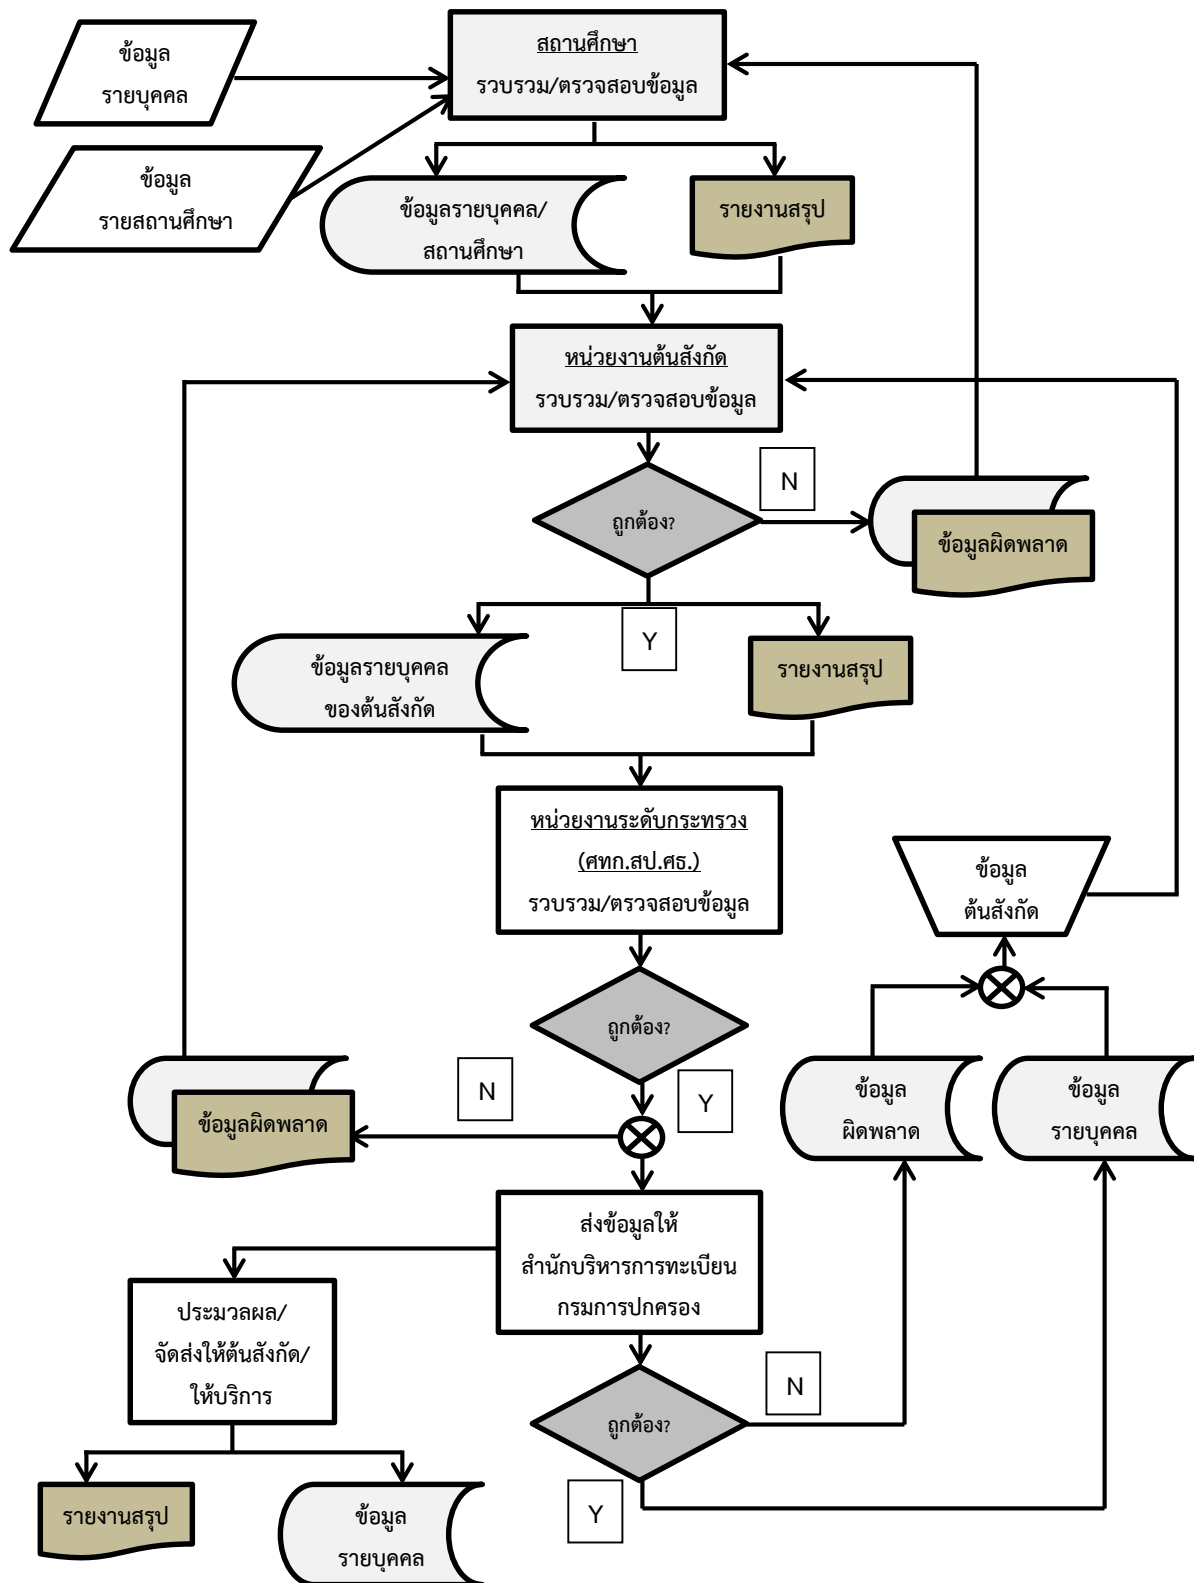 ข้อมูล
รายบุคคล
สถานศึกษา
รวบรวม/ตรวจสอบข้อมูล
ข้อมูล
รายสถานศึกษา
ข้อมูลรายบุคคล/
สถานศึกษา
รายงานสรุป
หน่วยงานต้นสังกัด
รวบรวม/ตรวจสอบข้อมูล
N
ถูกต้อง?
ข้อมูลผิดพลาด
Y
ข้อมูลรายบุคคล
ของต้นสังกัด
รายงานสรุป
หน่วยงานระดับกระทรวง
(ศทก.สป.ศธ.)
รวบรวม/ตรวจสอบข้อมูล
ข้อมูล
ต้นสังกัด
ถูกต้อง?
N
Y
ข้อมูลผิดพลาด
ข้อมูล
ผิดพลาด
ข้อมูล
รายบุคคล
ส่งข้อมูลให้
สำนักบริหารการทะเบียน
กรมการปกครอง
ประมวลผล/
จัดส่งให้ต้นสังกัด/
ให้บริการ
N
ถูกต้อง?
Y
รายงานสรุป
ข้อมูล
รายบุคคล